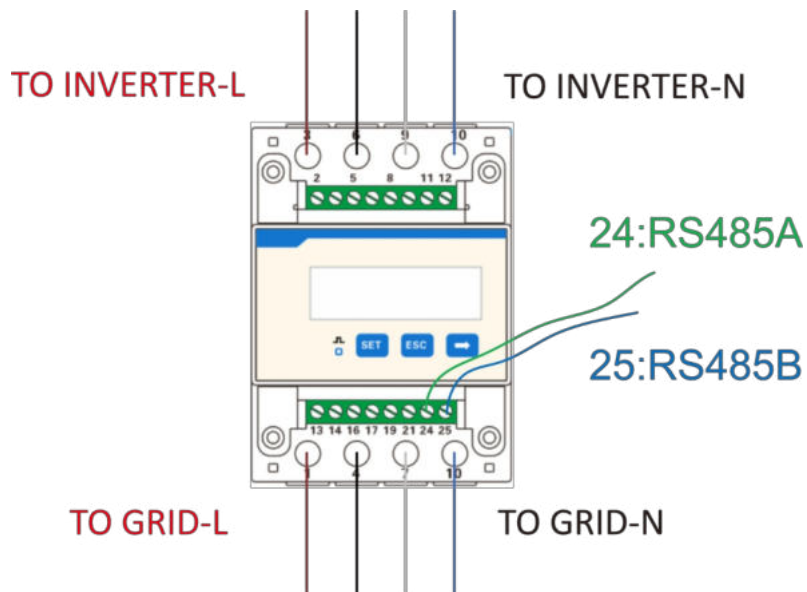 TO INVERTER-L
TO INVERTER-N
3 6 9 10
2 5 8 11 12
24:RS485A
SET ESC
25:RS485B
13 14 16 17 19 21 24 25
1 4 7 10
TO GRID-L
TO GRID-N